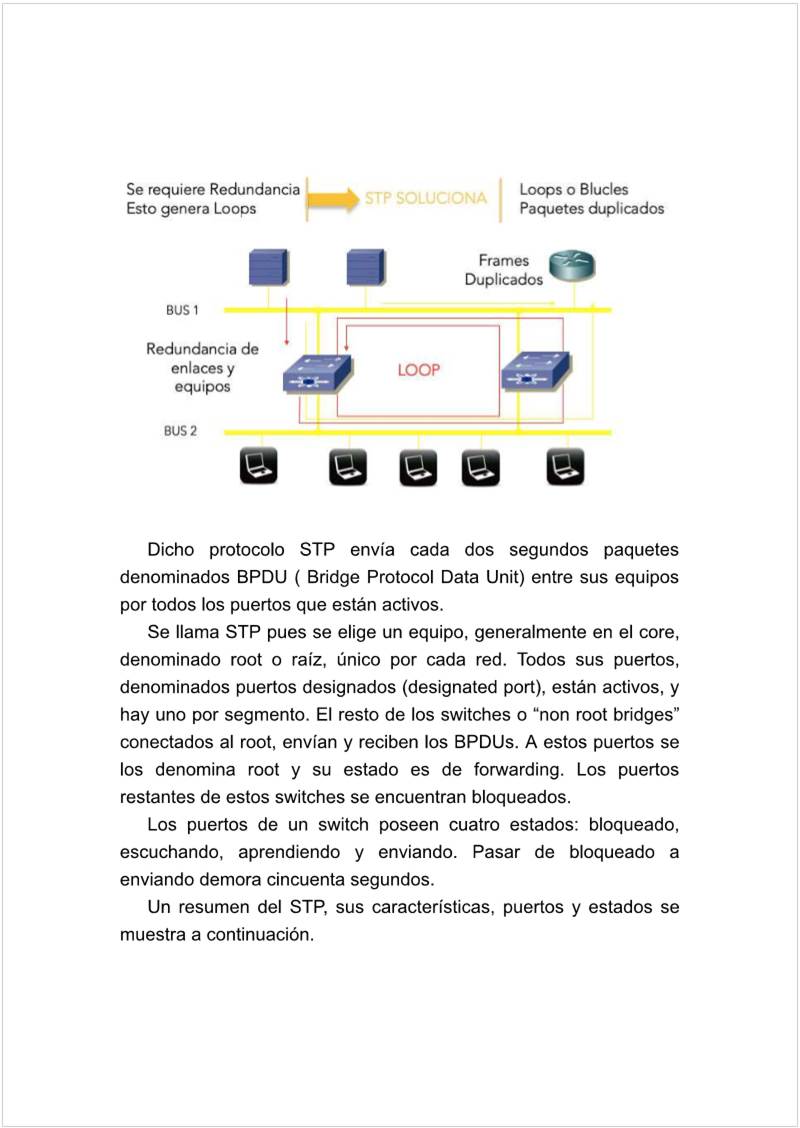 Se requiere Redundancia
Esto genera Loops
STP SOLUCIONA
Loops o Blucles
Paquetes duplicados
Frames
Duplicados
BUS 1
Redundancia de
enlaces y
equipos
LOOP
BUS 2
Dicho protocolo STP envía cada dos segundos paquetes
denominados BPDU ( Bridge Protocol Data Unit) entre sus equipos
por todos los puertos que están activos.
Se llama STP pues se elige un equipo, generalmente en el core,
denominado root o raíz, único por cada red. Todos sus puertos,
denominados puertos designados (designated port), están activos, y
hay uno por segmento. El resto de los switches o “non root bridges”
conectados al root, envían y reciben los BPDUs. A estos puertos se
los denomina root y su estado es de forwarding. Los puertos
restantes de estos switches se encuentran bloqueados.
Los puertos de un switch poseen cuatro estados: bloqueado,
escuchando, aprendiendo y enviando. Pasar de bloqueado a
enviando demora cincuenta segundos.
Un resumen del STP, sus características, puertos y estados se
muestra a continuación.